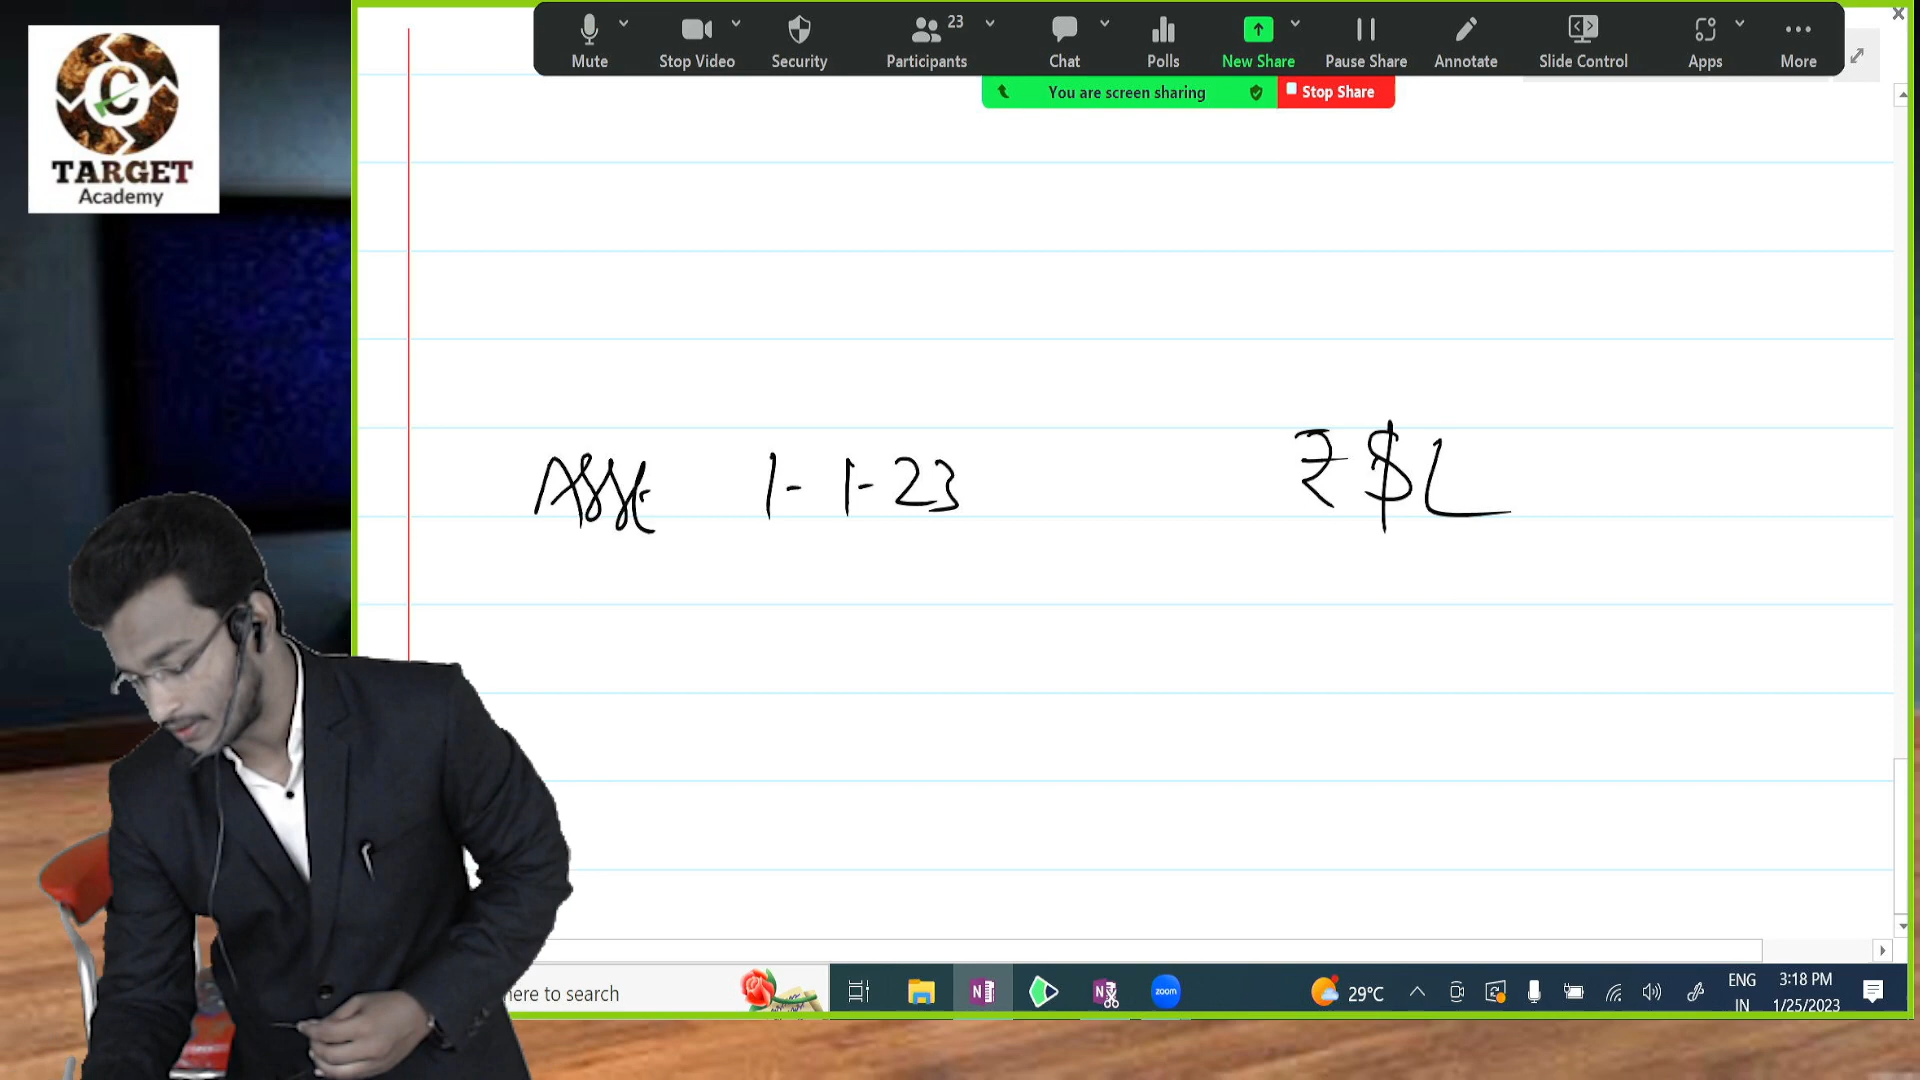 C
TARGET
Academy
Mute
Stop Video
Security
23
Participants
Chat
Polls
New Share
Pause Share
Annotate
Slide Control
Apps
More
You are screen sharing
Stop Share
1-1-23
₹ $ L
here to search
N
N
zoom
29°C
ENG
IN
3:18 PM
1/25/2023